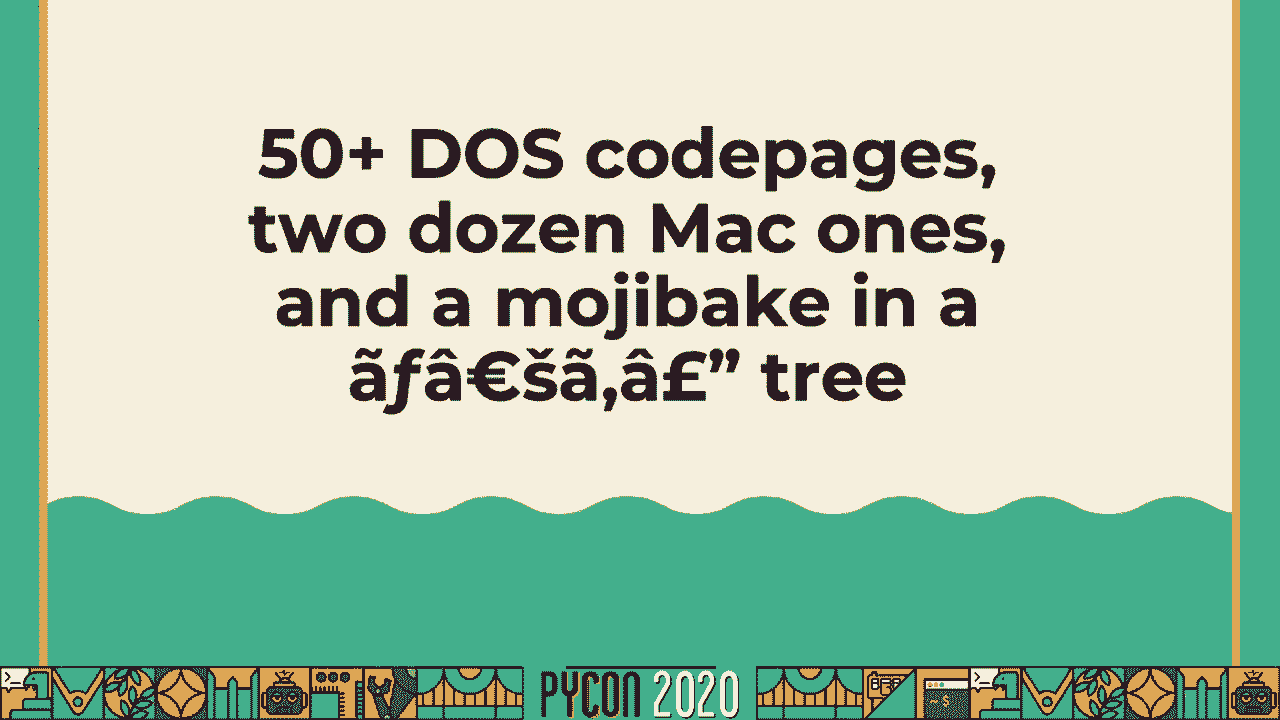 50+ DOS codepages,
two dozen Mac ones,
and a mojibake in a
ãƒâ€šã‚â£” tree
PYCON 2020